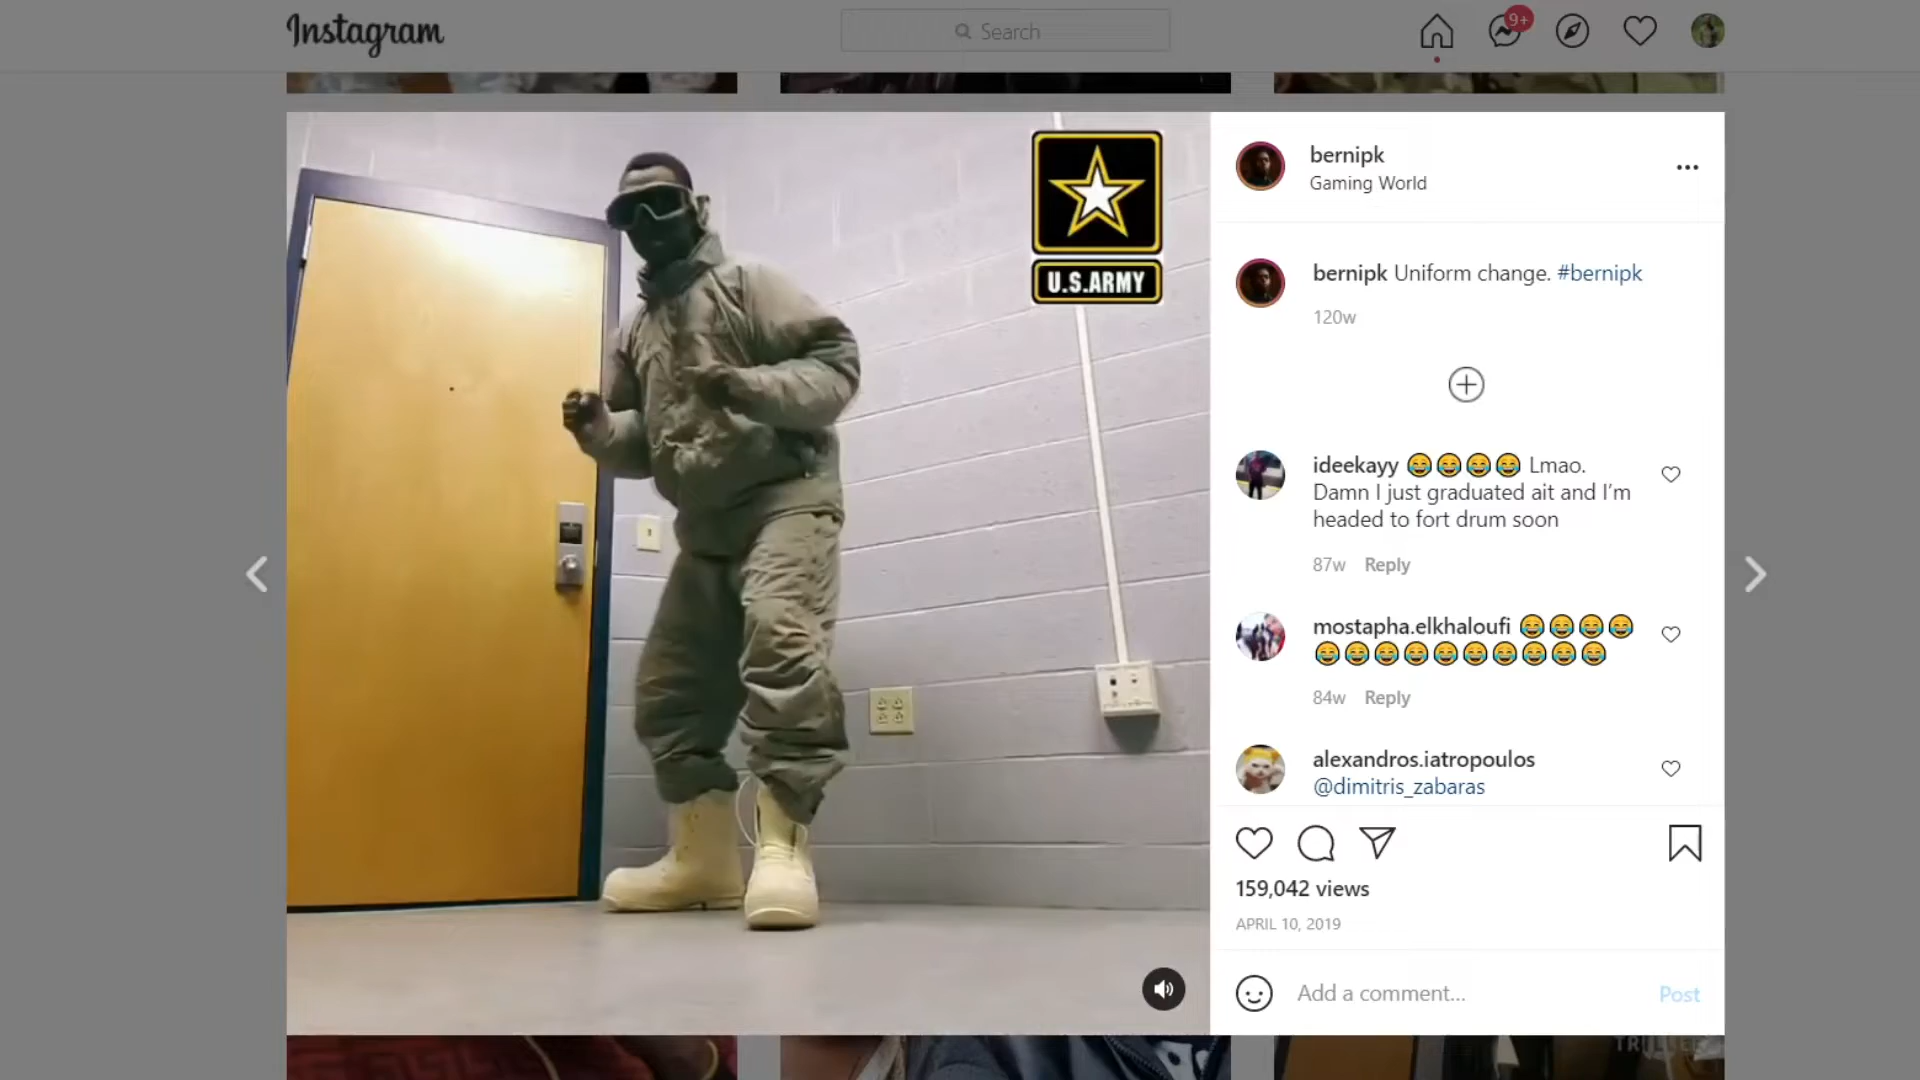 Instagram
Search
9+
U.S.ARMY
bernipk
Gaming World
bernipk Uniform change. #bernipk
120w
ideekayy 😂😂😂😂 Lmao.
Damn I just graduated ait and I’m
headed to fort drum soon
87w Reply
mostapha.elkhaloufi 😂😂😂😂
😂😂😂😂😂😂😂😂😂😂
84w Reply
alexandros.iatropoulos
@dimitris_zabaras
159,042 views
APRIL 10, 2019
Add a comment...
Post